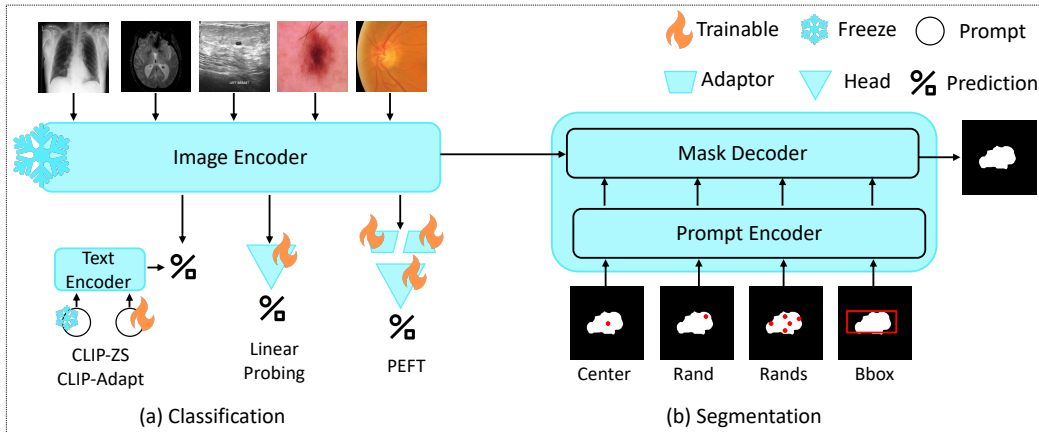 Trainable
Freeze
Prompt
Adaptor
Head
Prediction
Image Encoder
Mask Decoder
Prompt Encoder
Text
Encoder
CLIP-ZS
CLIP-Adapt
Linear
Probing
PEFT
Center
Rand
Rands
Bbox
(a) Classification
(b) Segmentation